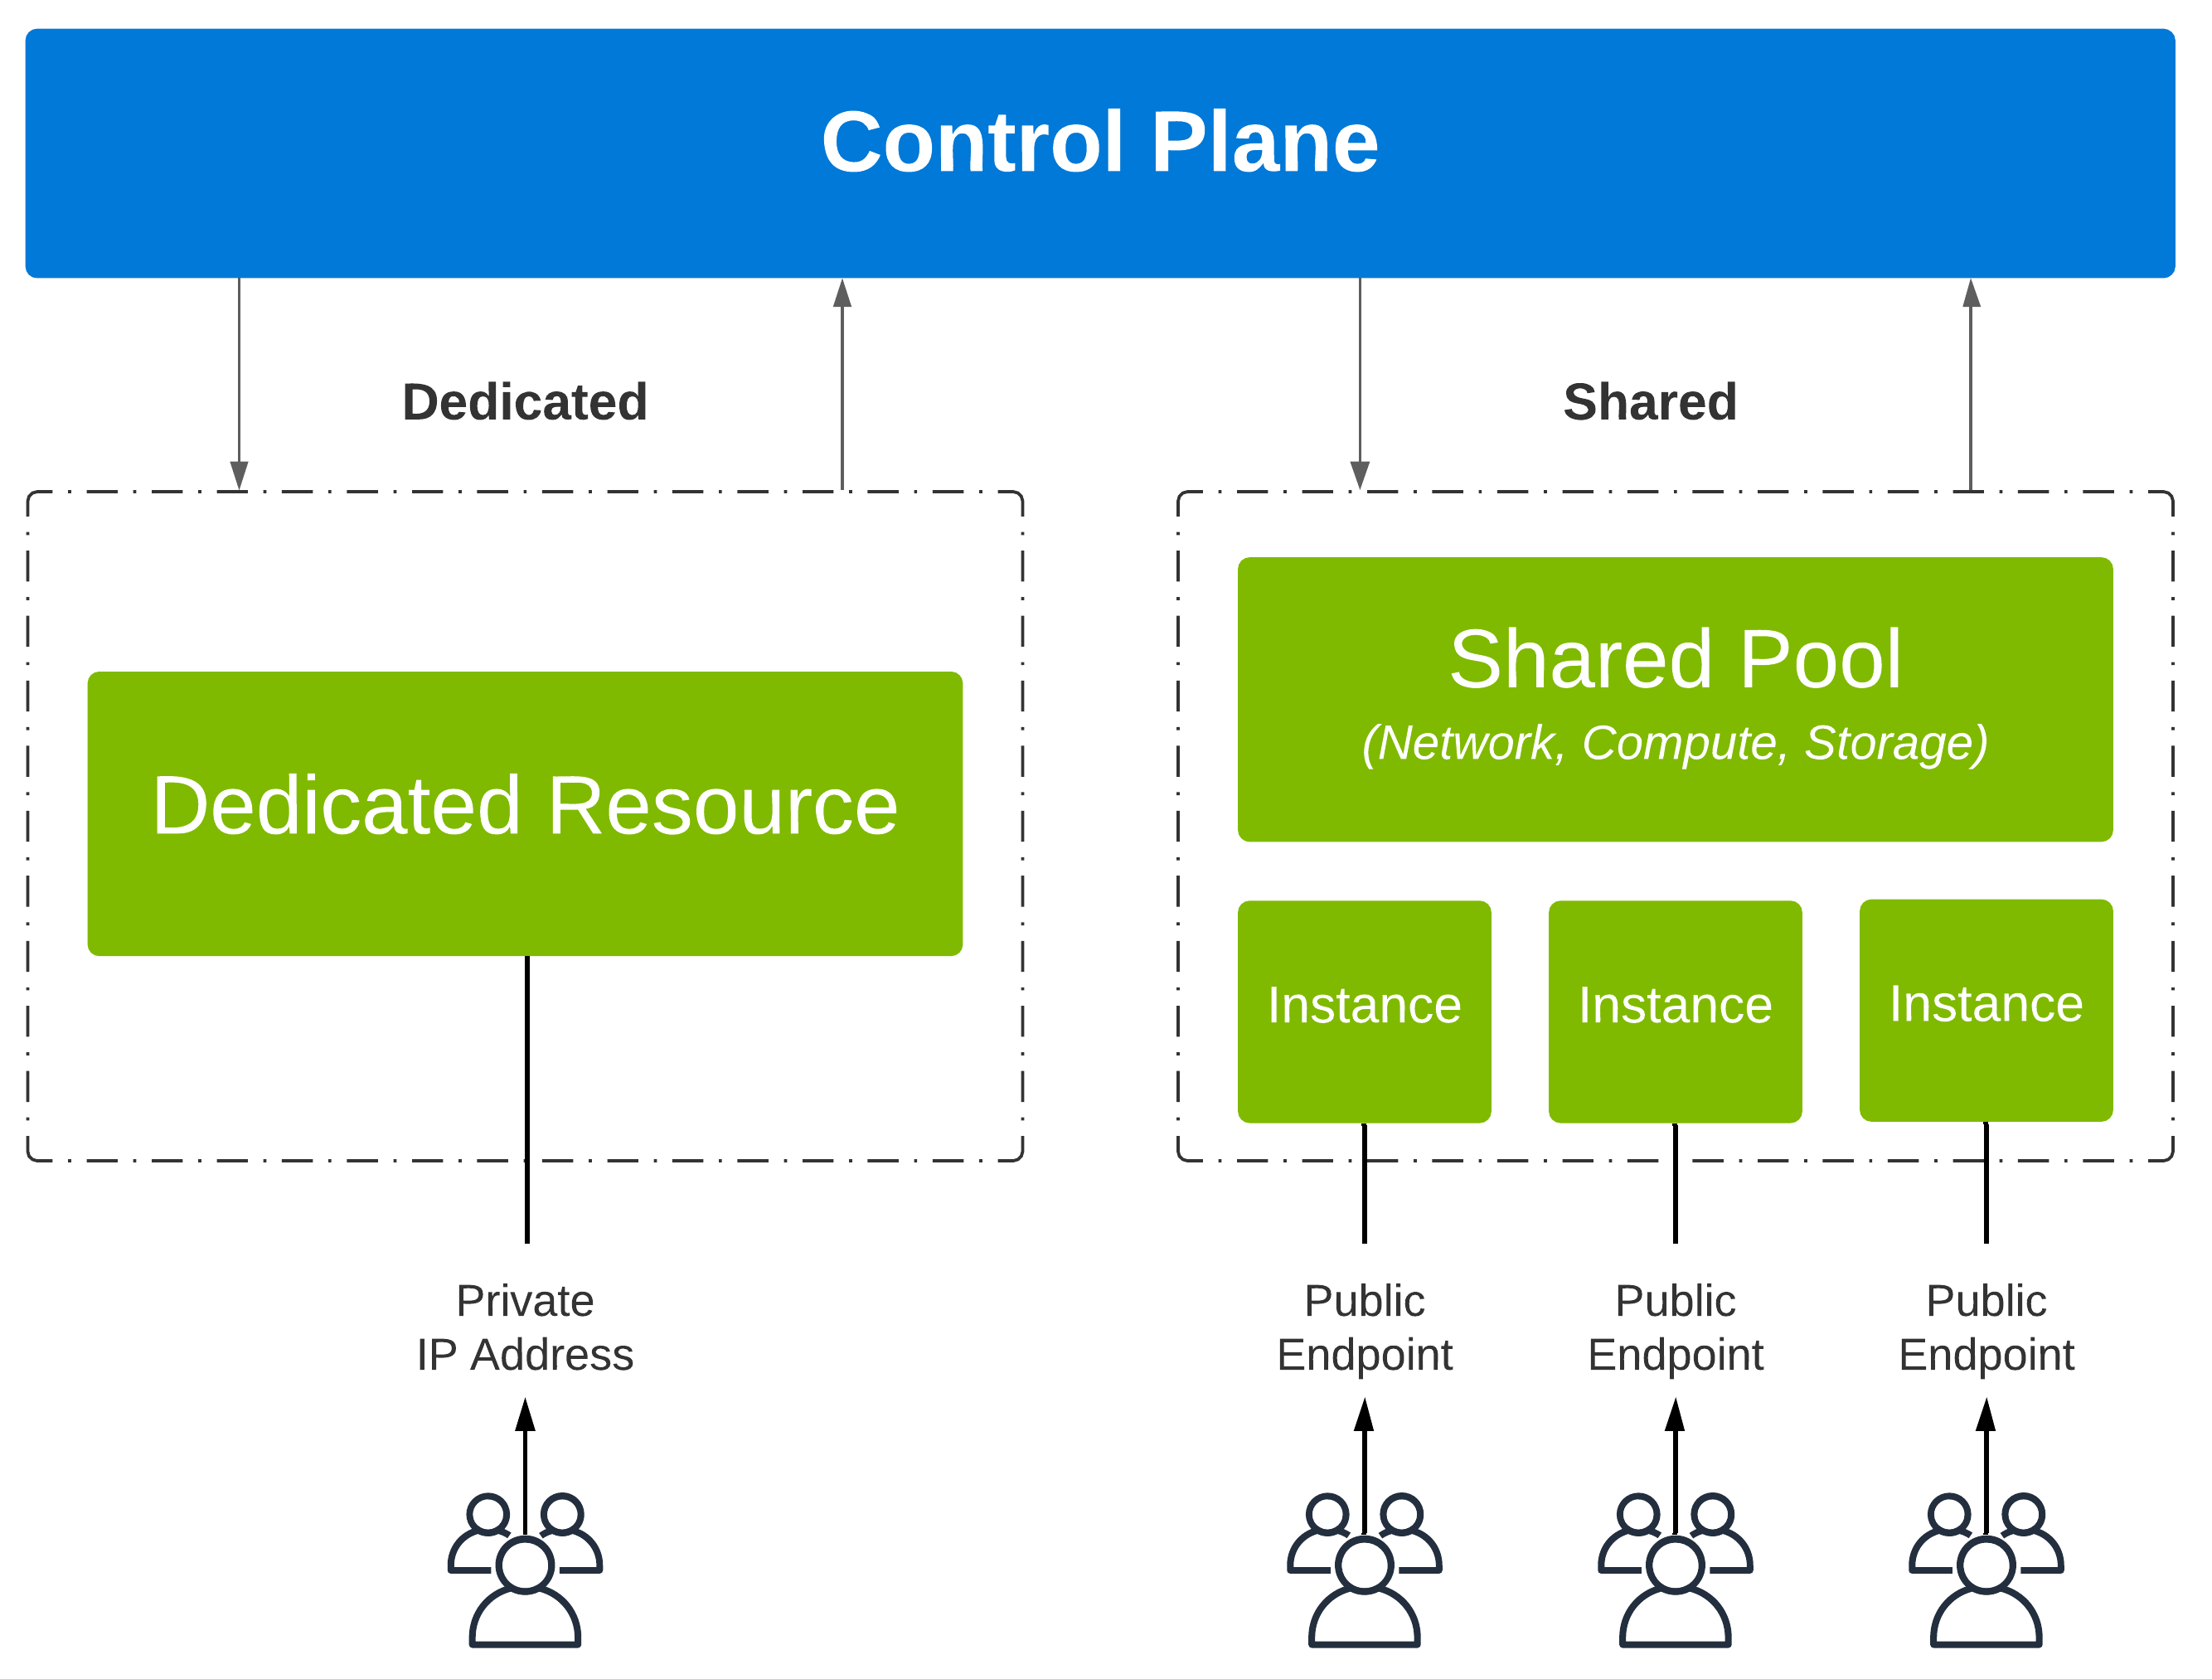 Control Plane
Dedicated
Shared
Dedicated Resource
Shared Pool
(Network, Compute, Storage)
Instance
Instance
Instance
Private
IP Address
Public
Endpoint
Public
Endpoint
Public
Endpoint